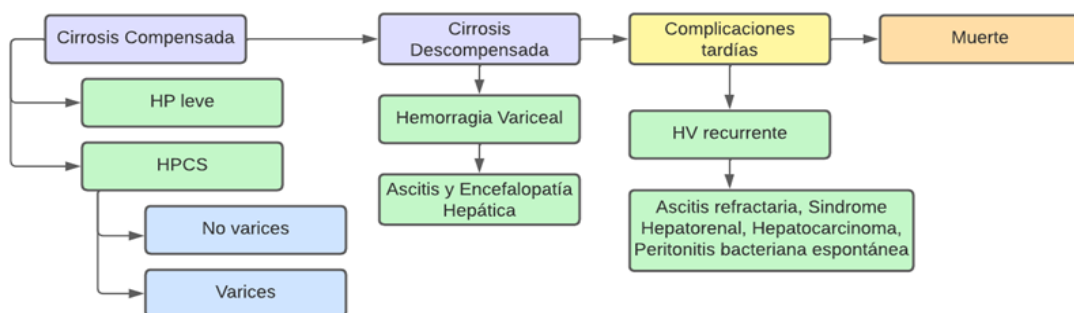 Cirrosis Compensada
HP leve
HPCS
No varices
Varices
Cirrosis
Descompensada
Hemorragia Variceal
Ascitis y Encefalopatía
Hepática
Complicaciones
tardías
HV recurrente
Ascitis refractaria, Sindrome
Hepatorenal, Hepatocarcinoma,
Peritonitis bacteriana espontánea
Muerte